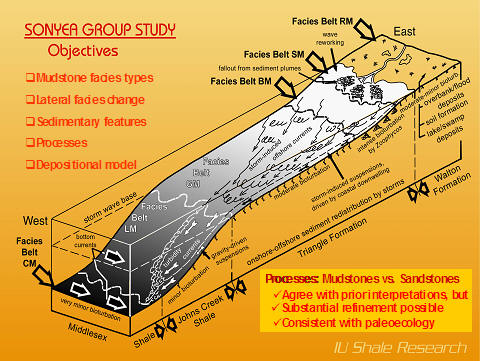 SONYEA GROUP STUDY
Objectives
Mudstone facies types
Lateral facies change
Sedimentary features
Processes
Depositional model
Facies Belt RM
wave
reworking
East
Facies Belt SM
fallout from sediment plumes
Facies Belt BM
moderate-minor bioturb.
overbank/flood
deposits
soil formation
lake/swamp
deposits
intense bioturbation
by Zoophycos
storm-induced
offshore currents
moderate bioturbation
storm-induced suspensions,
driven by coastal downwelling
Walton
Formation
Facies
Belt
GM
storm wave base
West
Facies
Belt
LM
Facies
Belt
CM
bottom
currents
turbidity currents
gravity-driven
suspensions
onshore-offshore sediment redistribution by storms
Triangle Formation
minor bioturbation
very minor bioturbation
Middlesex
Shale
Johns Creek
Shale
Processes: Mudstones vs. Sandstones
Agree with prior interpretations, but
Substantial refinement possible
Consistent with paleoecology
IU Shale Research